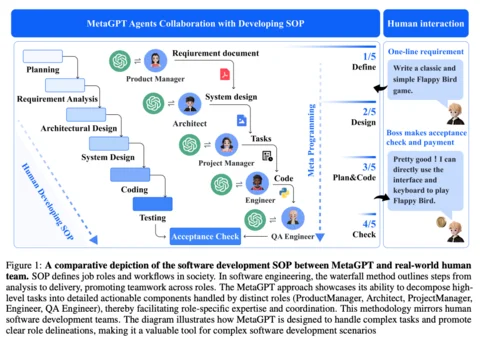 MetaGPT Agents Collaboration with Developing SOP
Human interaction
Planning
Requirement Analysis
Architectural Design
System Design
Coding
Testing
Human Developing SOP
Product Manager
Reqiurement document
Architect
System design
Project Manager
Tasks
Engineer
Code
QA Engineer
Acceptance Check
Meta Programming
1/5
Define
2/5
Design
3/5
Plan&Code
4/5
Check
One-line requirement
Write a classic and
simple Flappy Bird
game.
Boss makes acceptance
check and payment
Pretty good ! I can
directly use the
interface and
keyboard to play
Flappy Bird.
Figure 1: A comparative depiction of the software development SOP between MetaGPT and real-world human
team. SOP defines job roles and workflows in society. In software engineering, the waterfall method outlines steps from
analysis to delivery, promoting teamwork across roles. The MetaGPT approach showcases its ability to decompose high-
level tasks into detailed actionable components handled by distinct roles (ProductManager, Architect, ProjectManager,
Engineer, QA Engineer), thereby facilitating role-specific expertise and coordination. This methodology mirrors human
software development teams. The diagram illustrates how MetaGPT is designed to handle complex tasks and promote
clear role delineations, making it a valuable tool for complex software development scenarios